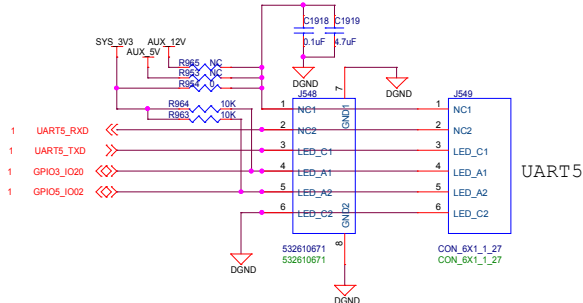 C1918 C1919
0.1uF 4.7uF
DGND
SYS_3V3 AUX_12V
AUX_5V
R965 NC
R953 NC
R954 0
R964 10K
R963 10K
7
DGND
J548 J549
1 NC1 GND1 1 NC1
1 UART5_RXD 2 NC2 2 NC2
1 UART5_TXD 3 LED_C1 3 LED_C1
1 GPIO3_IO20 4 LED_A1 4 LED_A1
1 GPIO5_IO02 5 LED_A2 5 LED_A2
6 LED_C2 GND2 6 LED_C2
UART5
8
532610671 CON_6X1_1_27
532610671 CON_6X1_1_27
DGND
DGND